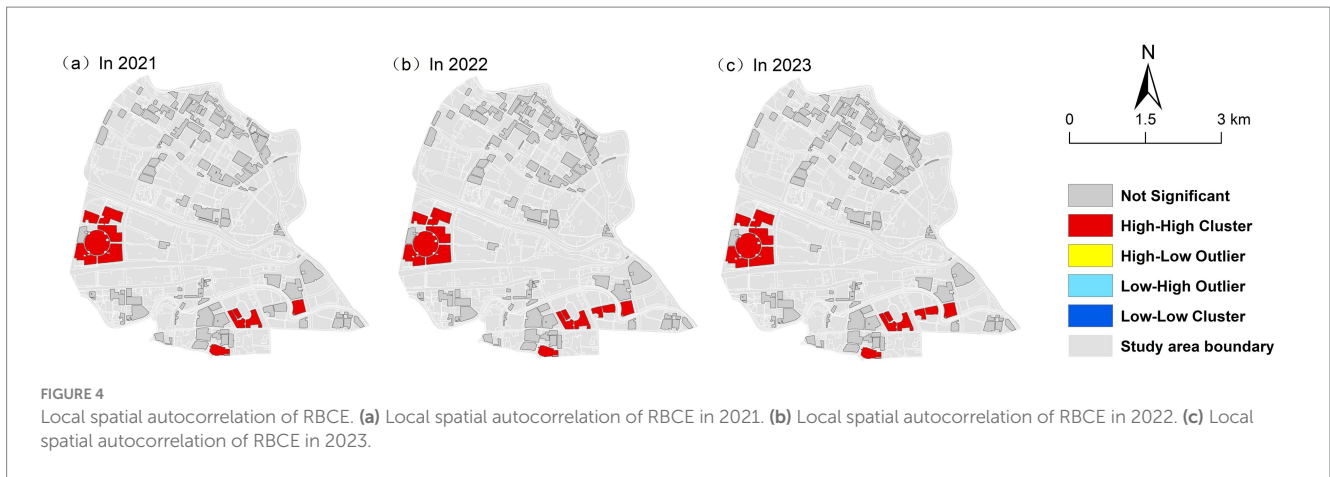 （a）In 2021
（b）In 2022
（c）In 2023
N
0 1.5 3 km
Not Significant
High-High Cluster
High-Low Outlier
Low-High Outlier
Low-Low Cluster
Study area boundary
FIGURE 4
Local spatial autocorrelation of RBCE. (a) Local spatial autocorrelation of RBCE in 2021. (b) Local spatial autocorrelation of RBCE in 2022. (c) Local
spatial autocorrelation of RBCE in 2023.